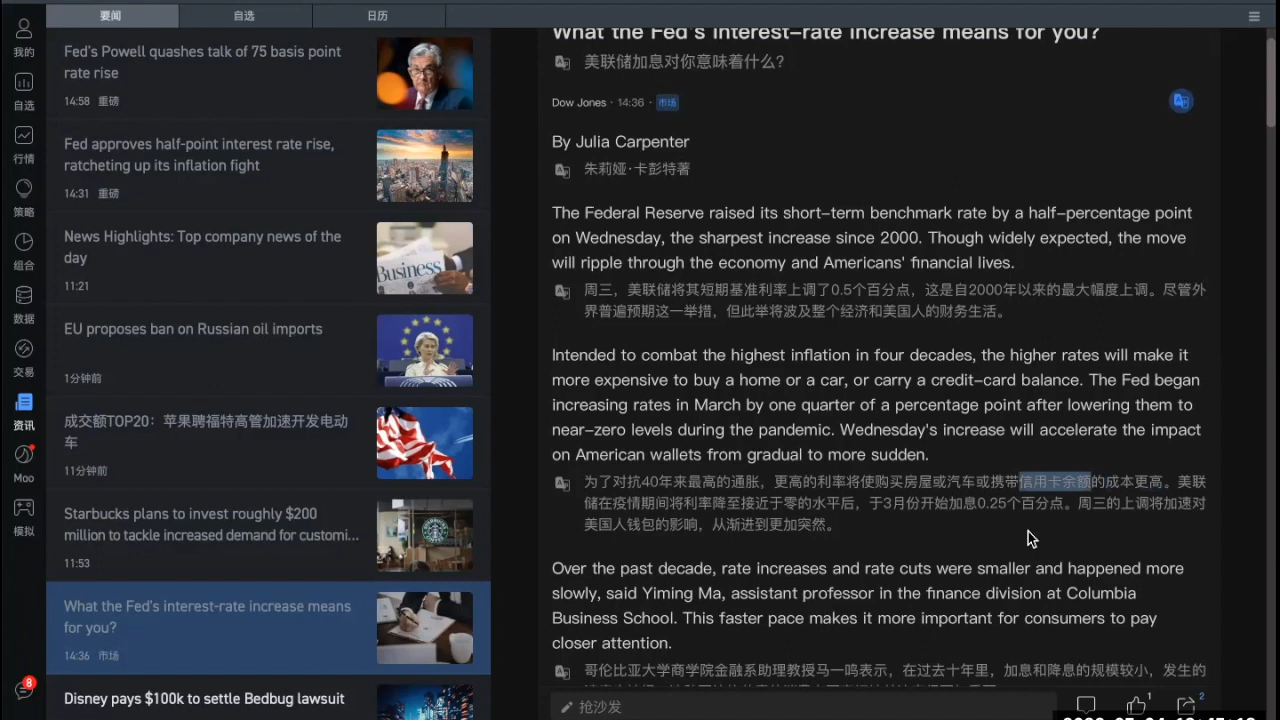 要闻
自选
日历
我的
自选
行情
策略
组合
数据
交易
资讯
Moo
模拟
8
Fed's Powell quashes talk of 75 basis point
rate rise
14:58 重磅
Fed approves half-point interest rate rise,
ratcheting up its inflation fight
14:31 重磅
News Highlights: Top company news of the
day
11:21
Business
EU proposes ban on Russian oil imports
1分钟前
成交额TOP20：苹果聘福特高管加速开发电动
车
11分钟前
Starbucks plans to invest roughly $200
million to tackle increased demand for customi...
11:53
What the Fed's interest-rate increase means
for you?
14:36 市场
Disney pays $100k to settle Bedbug lawsuit
What the Fed's interest-rate increase means for you?
美联储加息对你意味着什么?
Dow Jones · 14:36 · 市场
By Julia Carpenter
朱莉娅·卡彭特著
The Federal Reserve raised its short-term benchmark rate by a half-percentage point
on Wednesday, the sharpest increase since 2000. Though widely expected, the move
will ripple through the economy and Americans' financial lives.
周三，美联储将其短期基准利率上调了0.5个百分点，这是自2000年以来的最大幅度上调。尽管外
界普遍预期这一举措，但此举将波及整个经济和美国人的财务生活。
Intended to combat the highest inflation in four decades, the higher rates will make it
more expensive to buy a home or a car, or carry a credit-card balance. The Fed began
increasing rates in March by one quarter of a percentage point after lowering them to
near-zero levels during the pandemic. Wednesday's increase will accelerate the impact
on American wallets from gradual to more sudden.
为了对抗40年来最高的通胀，更高的利率将使购买房屋或汽车或携带信用卡余额的成本更高。美联
储在疫情期间将利率降至接近于零的水平后，于3月份开始加息0.25个百分点。周三的上调将加速对
美国人钱包的影响，从渐进到更加突然。
Over the past decade, rate increases and rate cuts were smaller and happened more
slowly, said Yiming Ma, assistant professor in the finance division at Columbia
Business School. This faster pace makes it more important for consumers to pay
closer attention.
哥伦比亚大学商学院金融系助理教授马一鸣表示，在过去十年里，加息和降息的规模较小，发生的
抢沙发
1
2